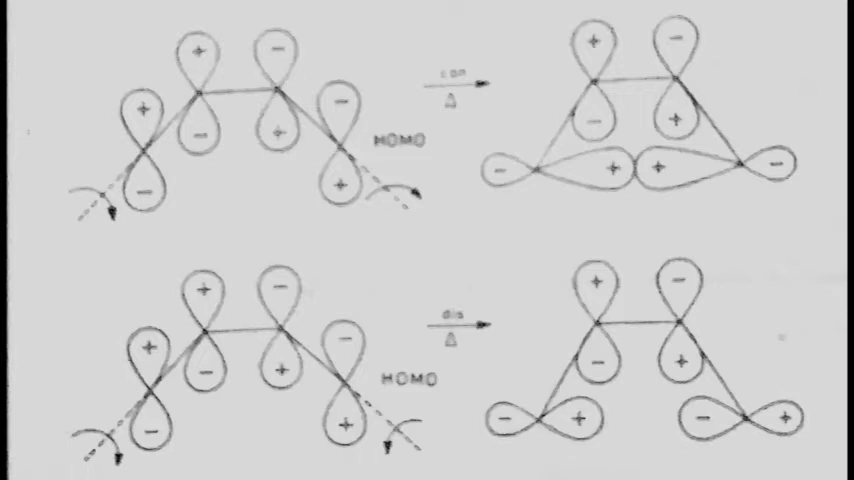 + - + -
con
+ - Δ - +
- + HOMO
- + - + + -
+ - + -
dis
+ - Δ
- + HOMO - +
- + - + - +